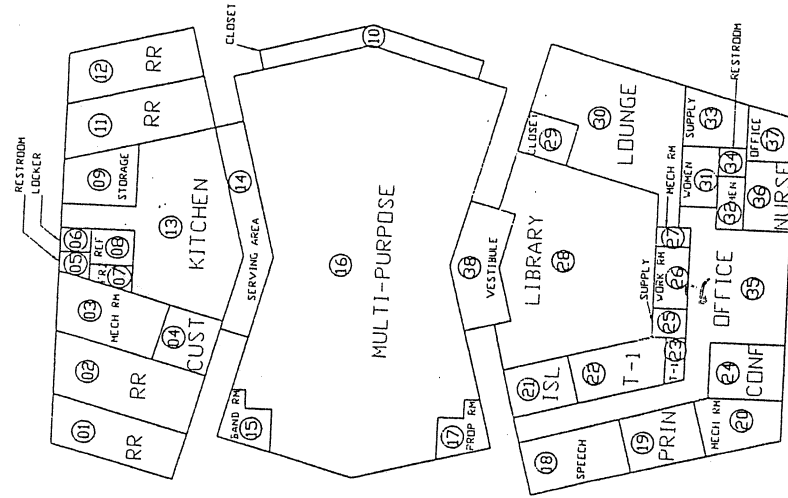 CLOSET
10
RESTROOM
LOCKER
12
RR
11
RR
09
STORAGE
05
06
REF
08
FR.
07
13
KITCHEN
14
SERVING AREA
03
MECH RM
04
CUST
02
RR
01
RR
16
MULTI-PURPOSE
BAND RM
15
17
PROP RM
38
VESTIBULE
CLOSET
29
30
LOUNGE
LIBRARY
28
SUPPLY
MECH RM
RESTROOM
SUPPLY
33
WOMEN
31
34
MEN
32
OFFICE
37
36
NURSE
27
WORK RM
26
25
T-1
23
OFFICE
35
21
ISL
22
T-1
24
CONF
18
SPEECH
19
PRIN
MECH RM
20